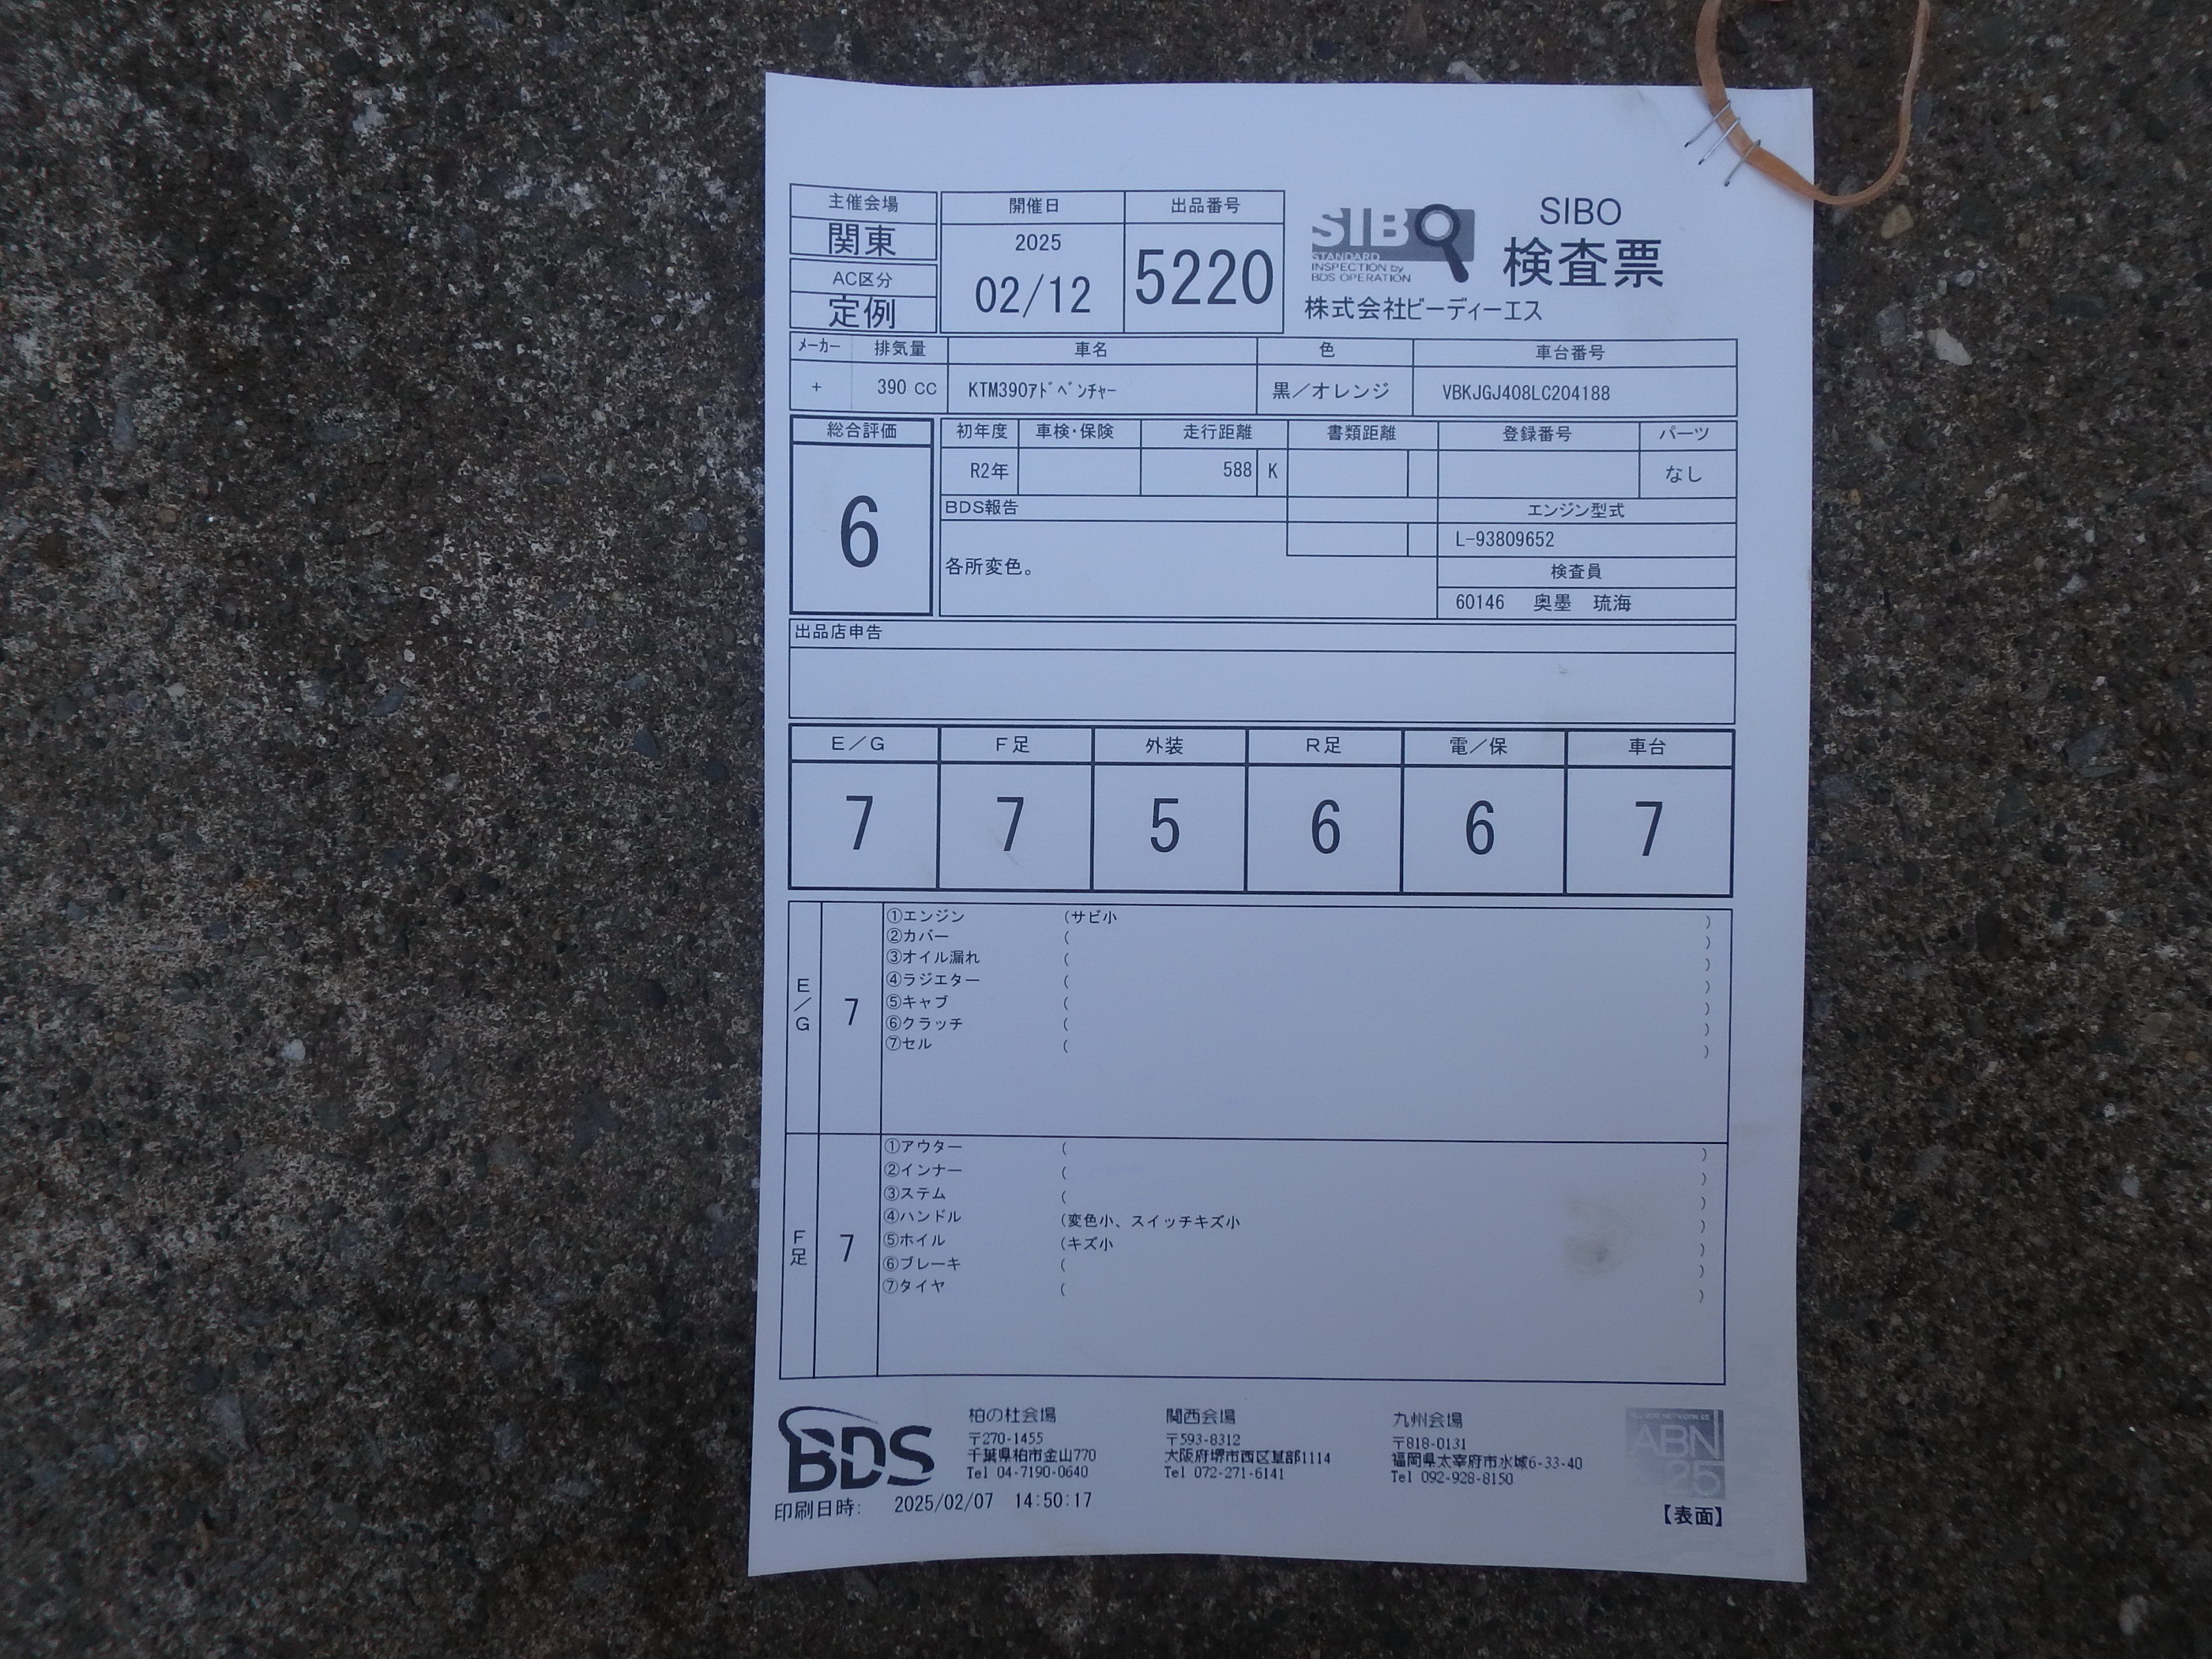 主催会場
関東
AC区分
定例
開催日
2025
02/12
出品番号
5220
SIBO
STANDARD
INSPECTION by
BDS OPERATION
SIBO
検査票
株式会社ビーディーエス
メーカー 排気量 車名 色 車台番号
+ 390 CC KTM390ｱﾄﾞﾍﾞﾝﾁｬｰ 黒／オレンジ VBKJGJ408LC204188
総合評価
6
初年度 車検・保険 走行距離 書類距離 登録番号 パーツ
R2年 588 K なし
BDS報告 エンジン型式
L-93809652
各所変色。
検査員
60146 奥墨 琉海
出品店申告
E／G F足 外装 R足 電／保 車台
7 7 5 6 6 7
E／G 7
①エンジン (サビ小 )
②カバー ( )
③オイル漏れ ( )
④ラジエター ( )
⑤キャブ ( )
⑥クラッチ ( )
⑦セル ( )
F足 7
①アウター ( )
②インナー ( )
③ステム ( )
④ハンドル (変色小、スイッチキズ小 )
⑤ホイル (キズ小 )
⑥ブレーキ ( )
⑦タイヤ ( )
BDS
柏の杜会場
〒270-1455
千葉県柏市金山770
Tel 04-7190-0640
関西会場
〒593-8312
大阪府堺市西区草部1114
Tel 072-271-6141
九州会場
〒818-0131
福岡県太宰府市水城6-33-40
Tel 092-928-8150
ABN
25
印刷日時: 2025/02/07 14:50:17
【表面】